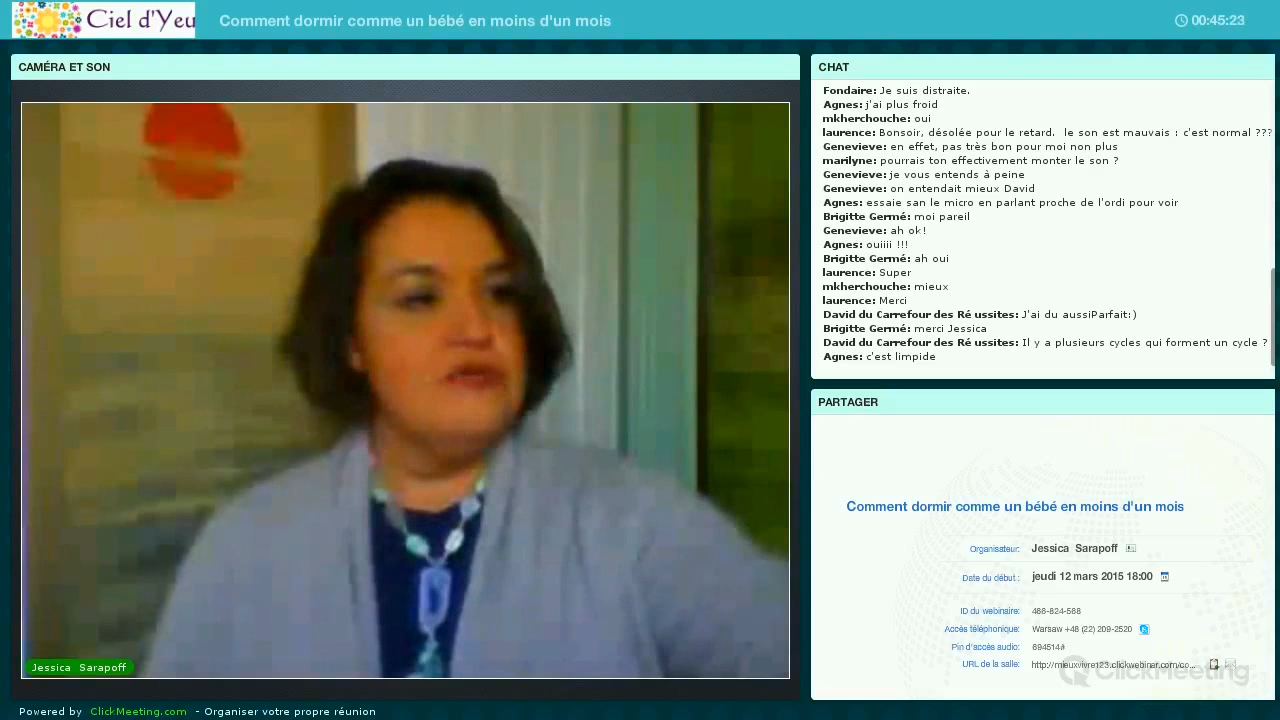 Ciel d'Yeu
Comment dormir comme un bébé en moins d'un mois
00:45:23
CAMÉRA ET SON
Jessica Sarapoff
CHAT
Fondaire: Je suis distraite.
Agnes: j'ai plus froid
mkherchouche: oui
laurence: Bonsoir, désolée pour le retard. le son est mauvais : c'est normal ???
Genevieve: en effet, pas très bon pour moi non plus
marilyne: pourrais ton effectivement monter le son ?
Genevieve: je vous entends à peine
Genevieve: on entendait mieux David
Agnes: essaie san le micro en parlant proche de l'ordi pour voir
Brigitte Germé: moi pareil
Genevieve: ah ok!
Agnes: ouiiii !!!
Brigitte Germé: ah oui
laurence: Super
mkherchouche: mieux
laurence: Merci
David du Carrefour des Ré ussites: J'ai du aussiParfait:)
Brigitte Germé: merci Jessica
David du Carrefour des Ré ussites: Il y a plusieurs cycles qui forment un cycle ?
Agnes: c'est limpide
PARTAGER
Comment dormir comme un bébé en moins d'un mois
Organisateur: Jessica Sarapoff
Date du début : jeudi 12 mars 2015 18:00
ID du webinaire: 466-824-568
Accès téléphonique: Warsaw +48 (22) 209-2520
Pin d'accès audio: 694514#
URL de la salle: http://mieuxvivre123.clickwebinar.com/co...
ClickMeeting
Powered by ClickMeeting.com - Organiser votre propre réunion